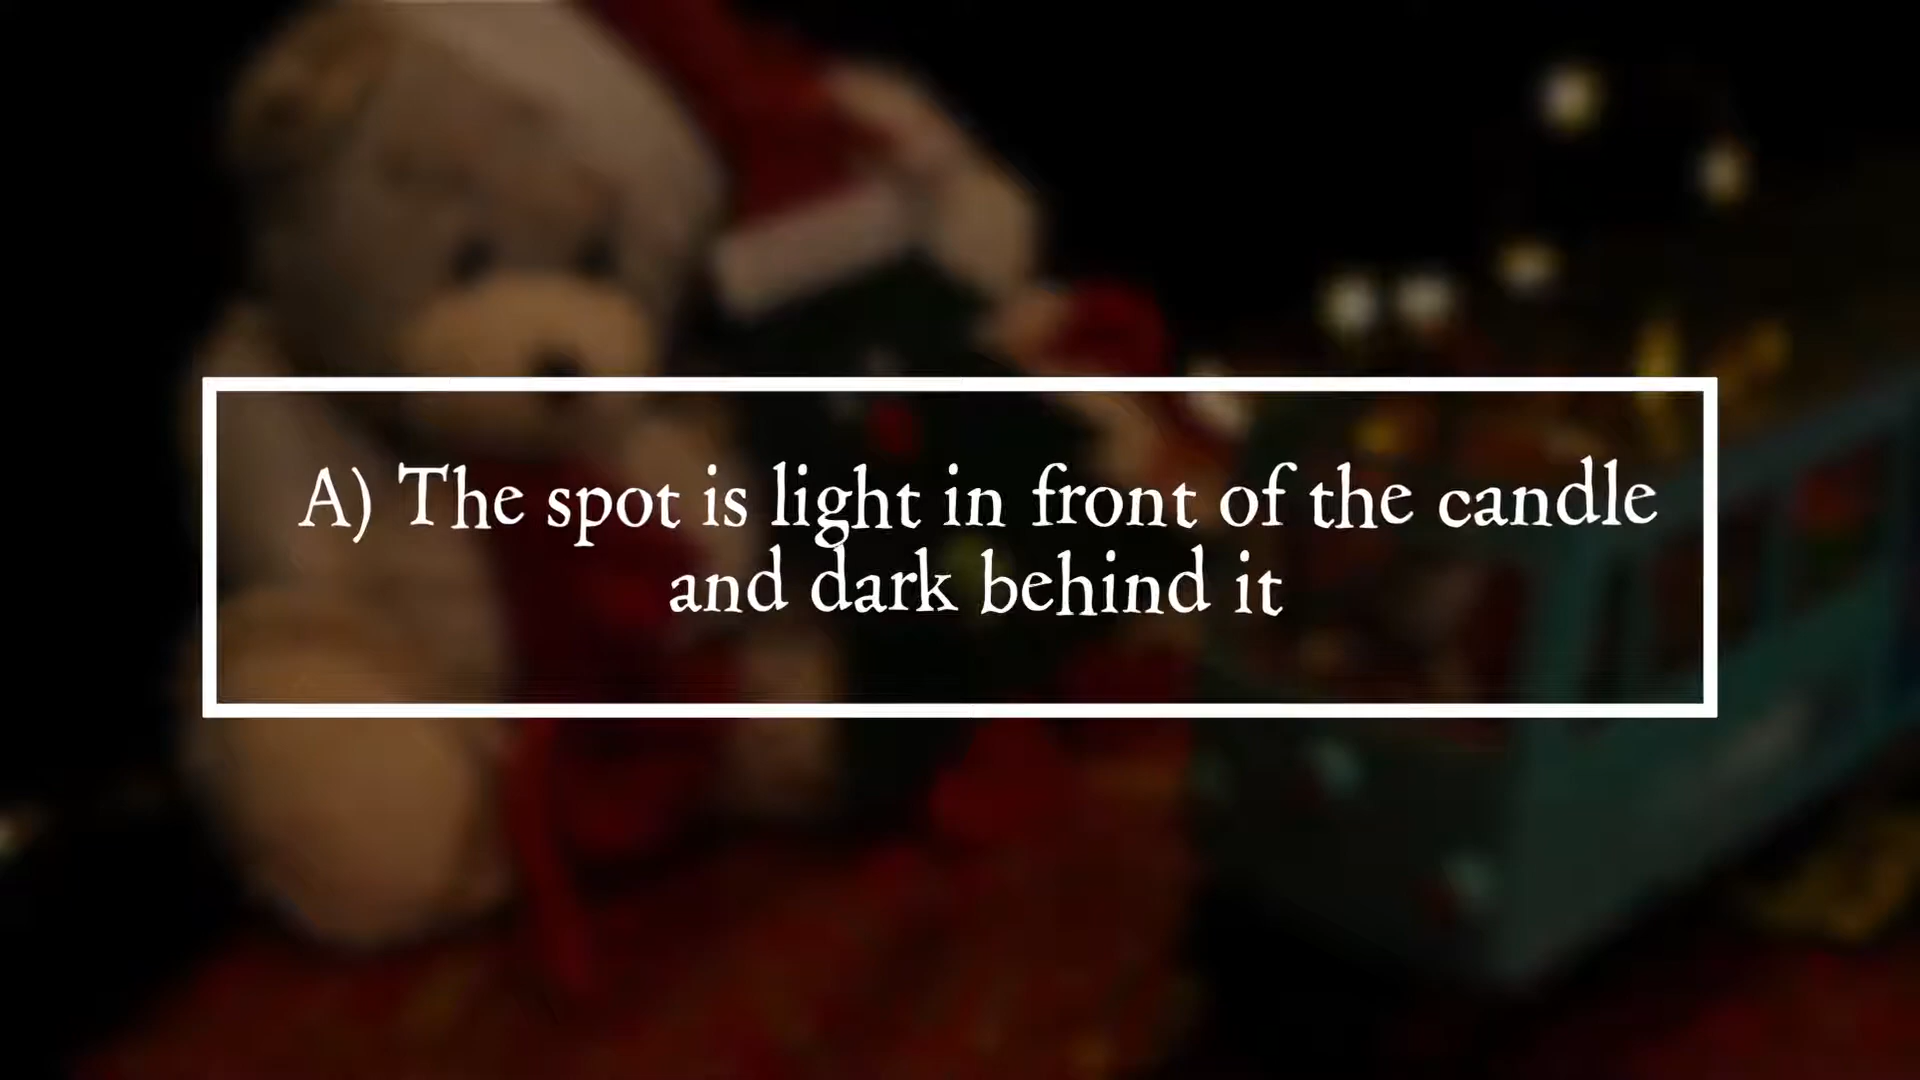 A) The spot is light in front of the candle
and dark behind it